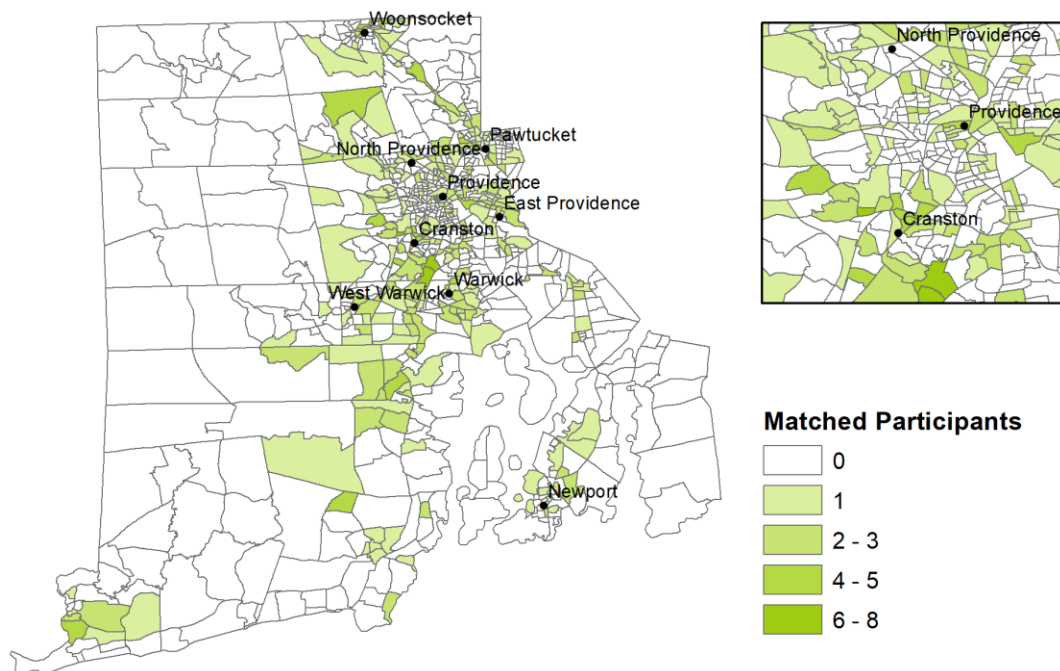 Woonsocket
Pawtucket
North Providence
Providence
East Providence
Cranston
Warwick
West Warwick
Newport
North Providence
Providence
Cranston
Matched Participants
0
1
2 - 3
4 - 5
6 - 8